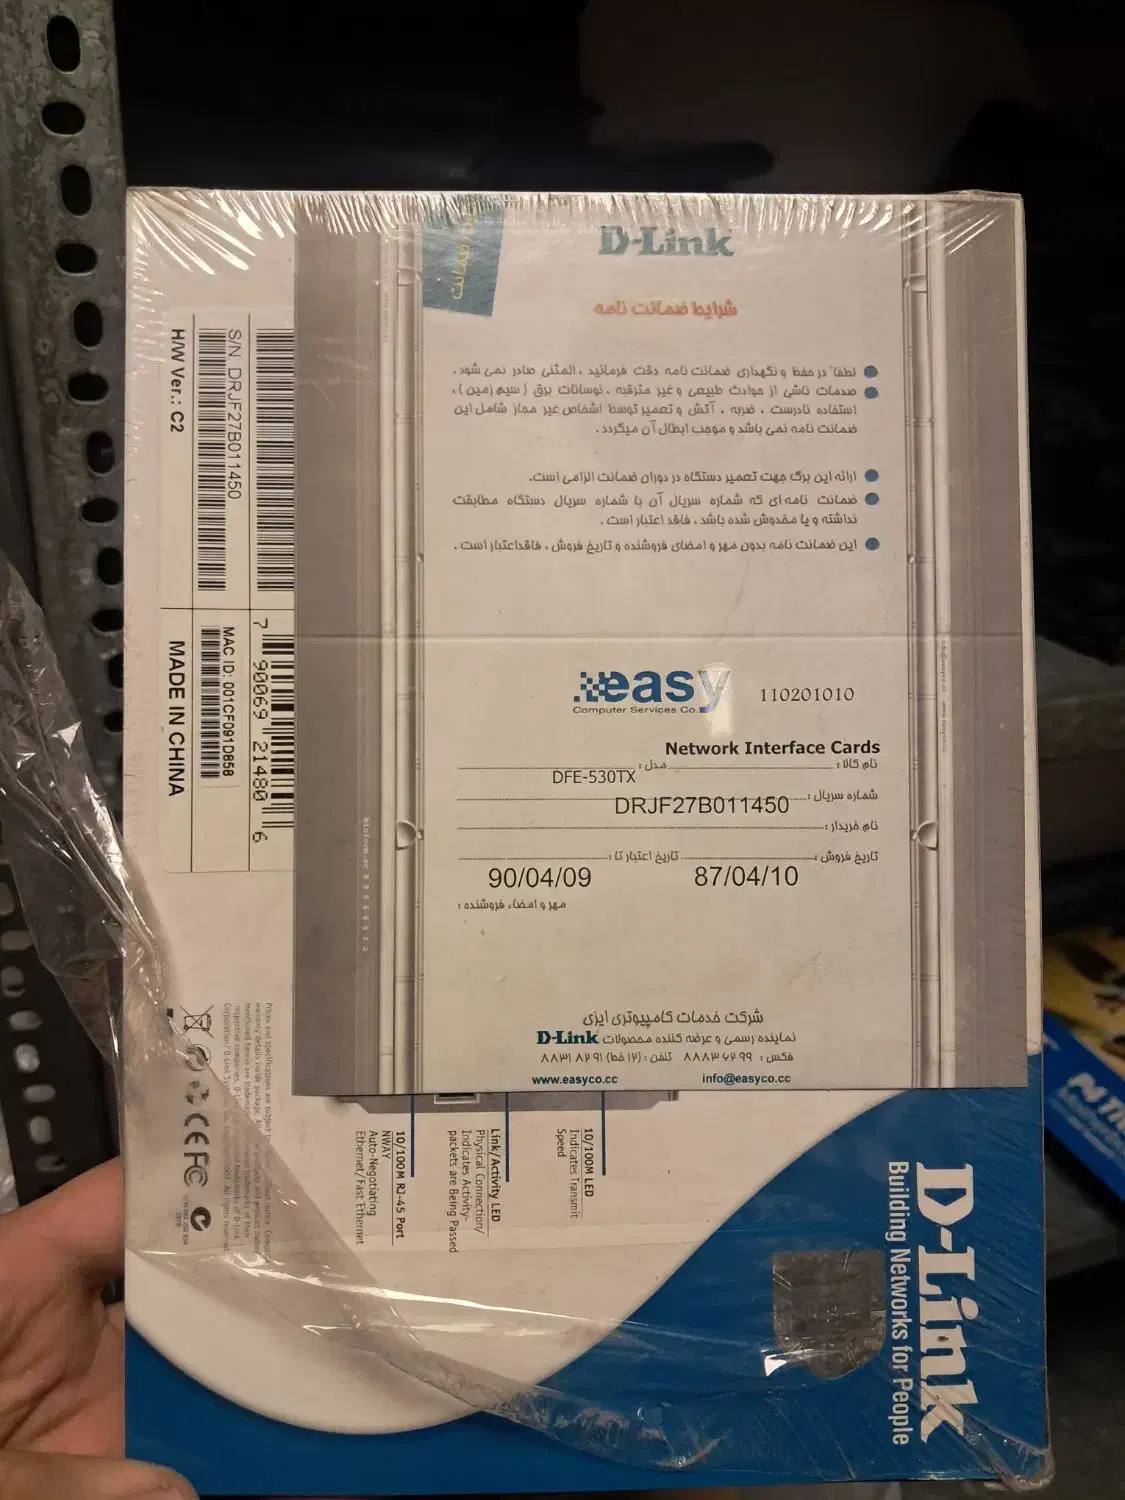 D-Link
شرایط ضمانت نامه
لطفا" در حفظ و نگهداری ضمانت نامه دقت فرمائید ، المثنی صادر نمی شود .
صدمات ناشی از حوادث طبیعی و غیر مترقبه ، نوسانات برق ( سیم زمین ) ،
استفاده نادرست ، ضربه ، آتش و تعمیر توسط اشخاص غیر مجاز شامل این
ضمانت نامه نمی باشد و موجب ابطال آن میگردد .
ارائه این برگ جهت تعمیر دستگاه در دوران ضمانت الزامی است.
ضمانت نامه ای که شماره سریال آن با شماره سریال دستگاه مطابقت
نداشته و یا مخدوش شده باشد ، فاقد اعتبار است .
این ضمانت نامه بدون مهر و امضای فروشنده و تاریخ فروش ، فاقد اعتبار است .
easy
Computer Services Co.
110201010
Network Interface Cards
نام کالا : مدل :
DFE-530TX
شماره سریال :
DRJF27B011450
نام خریدار :
تاریخ فروش : تاریخ اعتبار تا :
87/04/10 90/04/09
مهر و امضاء فروشنده :
شرکت خدمات کامپیوتری ایزی
نماینده رسمی و عرضه کننده محصولات D-Link
فکس : ۸۸۸۳۶۲۹۹ تلفن : (۱۲ خط) ۸۸۳۱۸۲۹۱
www.easyco.cc info@easyco.cc
S/N: DRJF27B011450
H/W Ver.: C2
7 90069 21480 6
MAC ID: 001CF091D858
MADE IN CHINA
10/100M LED
Indicates Transmit
Speed
Link/Activity LED
Physical Connection/
Indicates Activity-
packets are Being Passed
10/100M RJ-45 Port
NWAY
Auto-Negotiating
Ethernet/Fast Ethernet
CE FC
D-Link
Building Networks for People